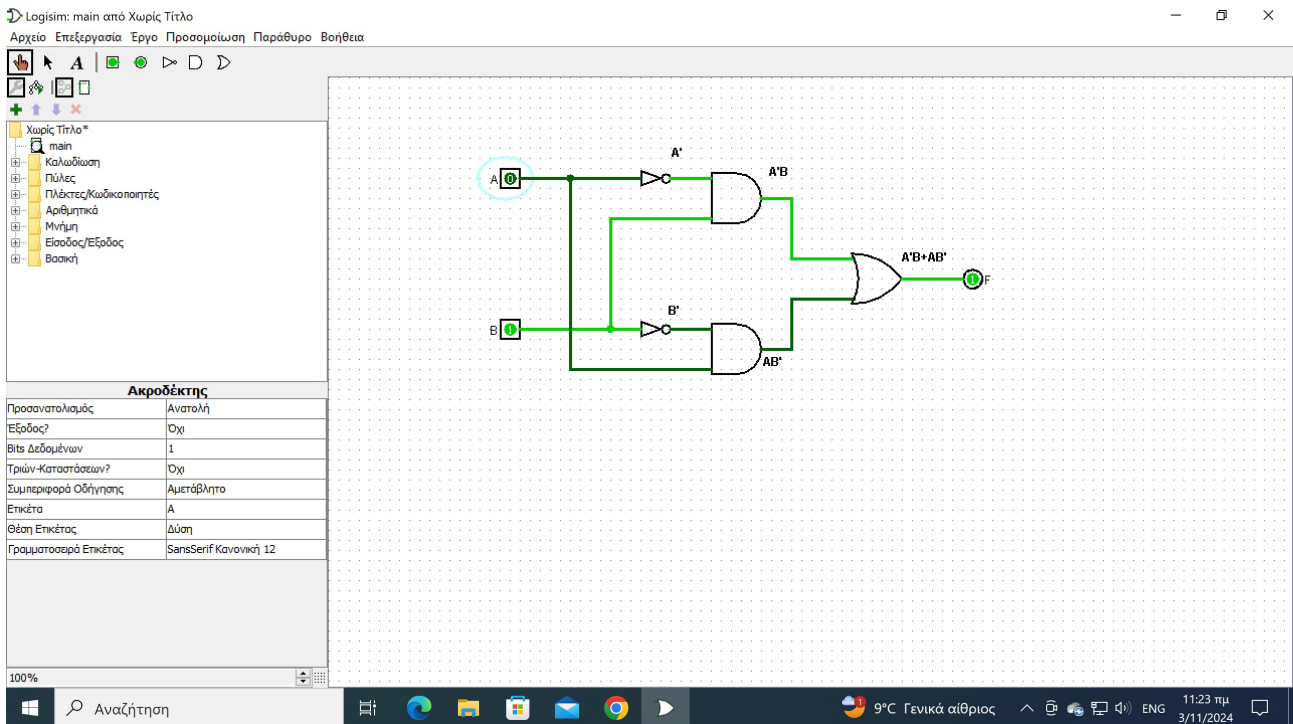 Logisim: main από Χωρίς Τίτλο
Αρχείο Επεξεργασία Έργο Προσομοίωση Παράθυρο Βοήθεια
A
Χωρίς Τίτλο*
main
Καλωδίωση
Πύλες
Πλέκτες/Κωδικοποιητές
Αριθμητικά
Μνήμη
Είσοδος/Έξοδος
Βασική
A'
A'B
A 0
A'B+AB'
1 F
B'
B 1
AB'
Ακροδέκτης
Προσανατολισμός Ανατολή
Έξοδος? Όχι
Bits Δεδομένων 1
Τριών-Καταστάσεων? Όχι
Συμπεριφορά Οδήγησης Αμετάβλητο
Ετικέτα A
Θέση Ετικέτας Δύση
Γραμματοσειρά Ετικέτας SansSerif Κανονική 12
100%
Αναζήτηση
1
9°C Γενικά αίθριος
ENG
11:23 πμ
3/11/2024